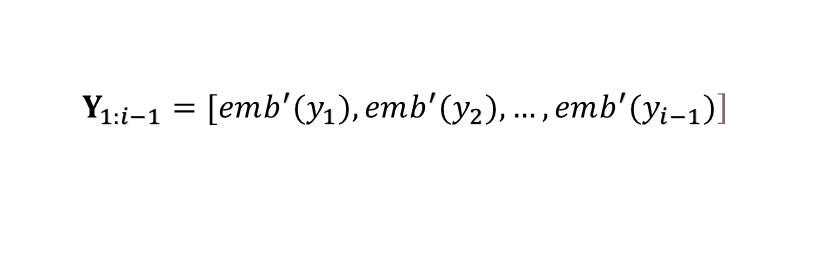 𝐘₁:ᵢ₋₁ = [emb′(y₁), emb′(y₂), … , emb′(yᵢ₋₁)]